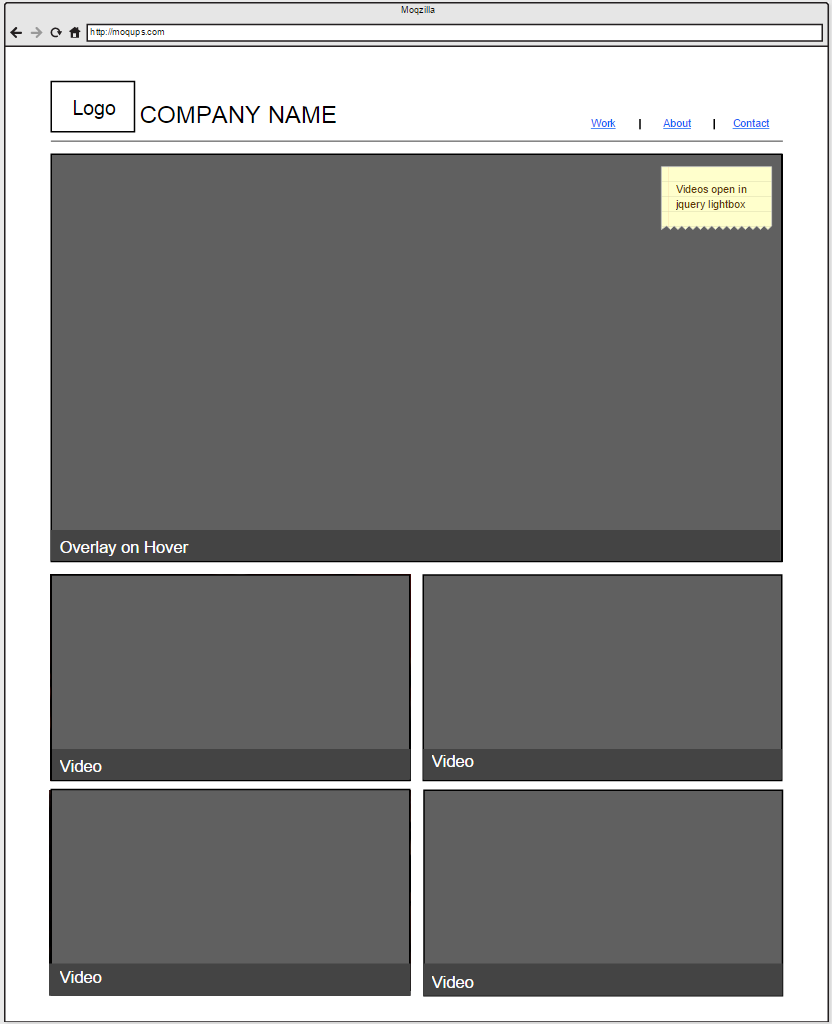 Moqzilla
http://moqups.com
Logo
COMPANY NAME
Work | About | Contact
Videos open in
jquery lightbox
Overlay on Hover
Video
Video
Video
Video